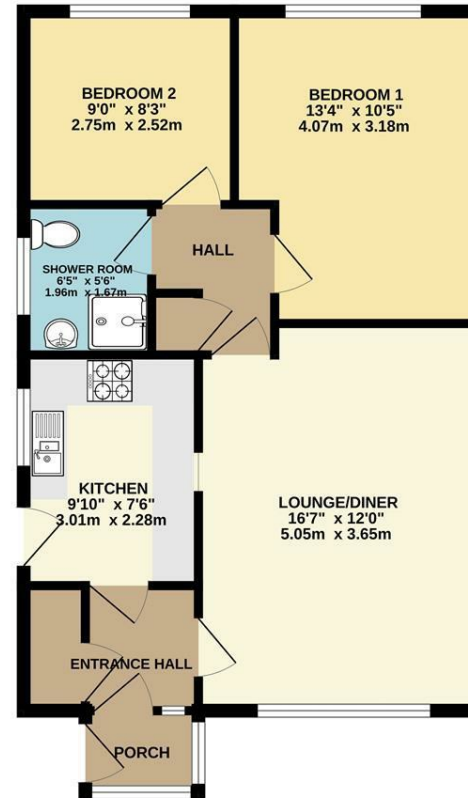 BEDROOM 2
9'0" x 8'3"
2.75m x 2.52m
BEDROOM 1
13'4" x 10'5"
4.07m x 3.18m
HALL
SHOWER ROOM
6'5" x 5'6"
1.96m x 1.67m
KITCHEN
9'10" x 7'6"
3.01m x 2.28m
LOUNGE/DINER
16'7" x 12'0"
5.05m x 3.65m
ENTRANCE HALL
PORCH